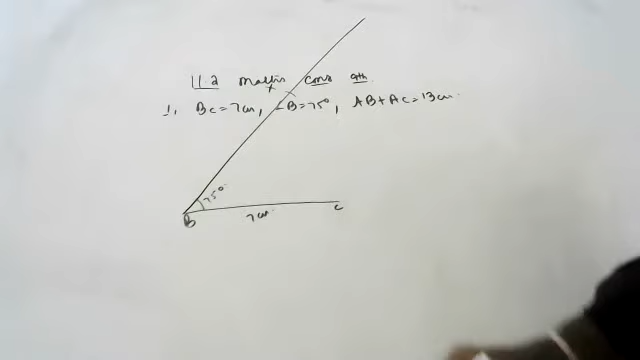 11.2 maths cons 9th
1. BC = 7cm, ∠B = 75°, AB + AC = 13cm.
75°
B
7cm
C